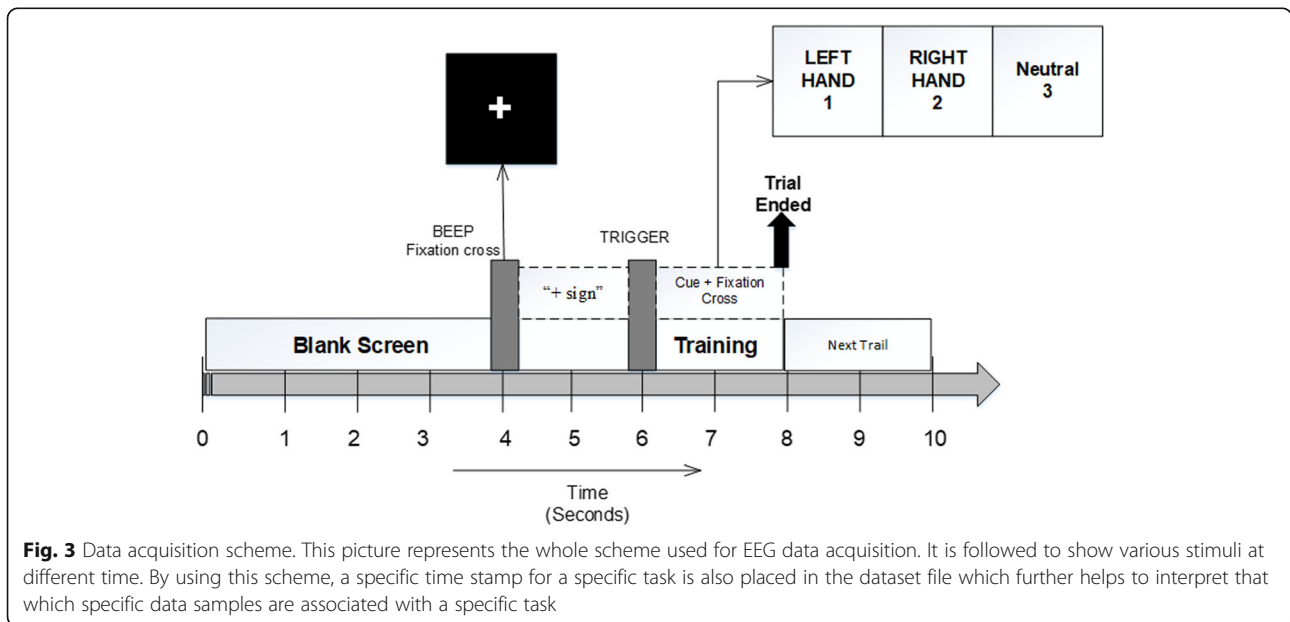 LEFT
HAND
1
RIGHT
HAND
2
Neutral
3
+
Trial
Ended
BEEP
Fixation cross
TRIGGER
“+ sign”
Cue + Fixation
Cross
Blank Screen
Training
Next Trail
0 1 2 3 4 5 6 7 8 9 10
Time
(Seconds)
Fig. 3 Data acquisition scheme. This picture represents the whole scheme used for EEG data acquisition. It is followed to show various stimuli at
different time. By using this scheme, a specific time stamp for a specific task is also placed in the dataset file which further helps to interpret that
which specific data samples are associated with a specific task